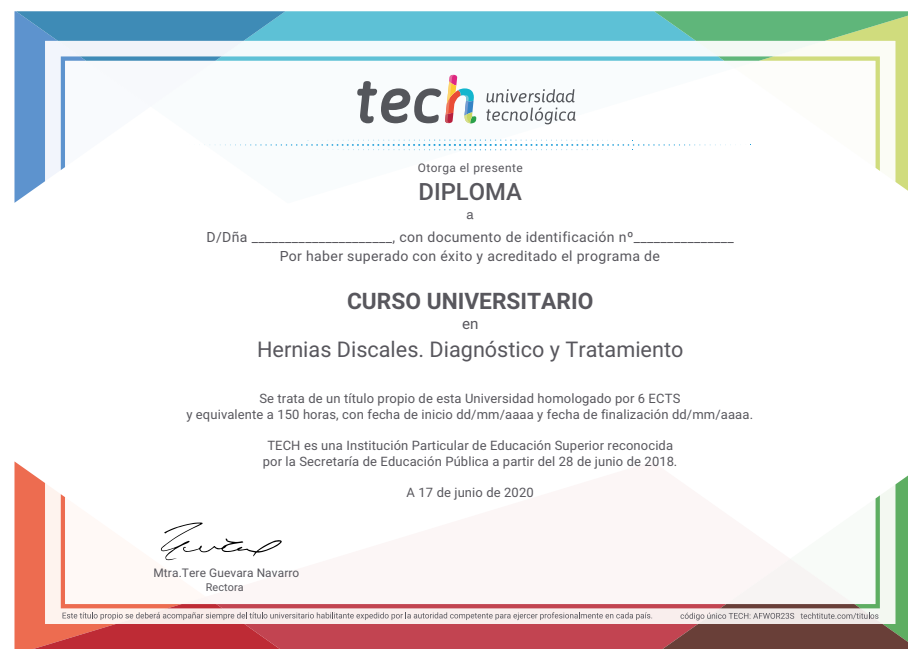 tech universidad
tecnológica
Otorga el presente
DIPLOMA
a
D/Dña _____________________, con documento de identificación nº_______________
Por haber superado con éxito y acreditado el programa de
CURSO UNIVERSITARIO
en
Hernias Discales. Diagnóstico y Tratamiento
Se trata de un título propio de esta Universidad homologado por 6 ECTS
y equivalente a 150 horas, con fecha de inicio dd/mm/aaaa y fecha de finalización dd/mm/aaaa.
TECH es una Institución Particular de Educación Superior reconocida
por la Secretaría de Educación Pública a partir del 28 de junio de 2018.
A 17 de junio de 2020
Mtra.Tere Guevara Navarro
Rectora
Este título propio se deberá acompañar siempre del título universitario habilitante expedido por la autoridad competente para ejercer profesionalmente en cada país. código único TECH: AFWOR23S techtitute.com/titulos